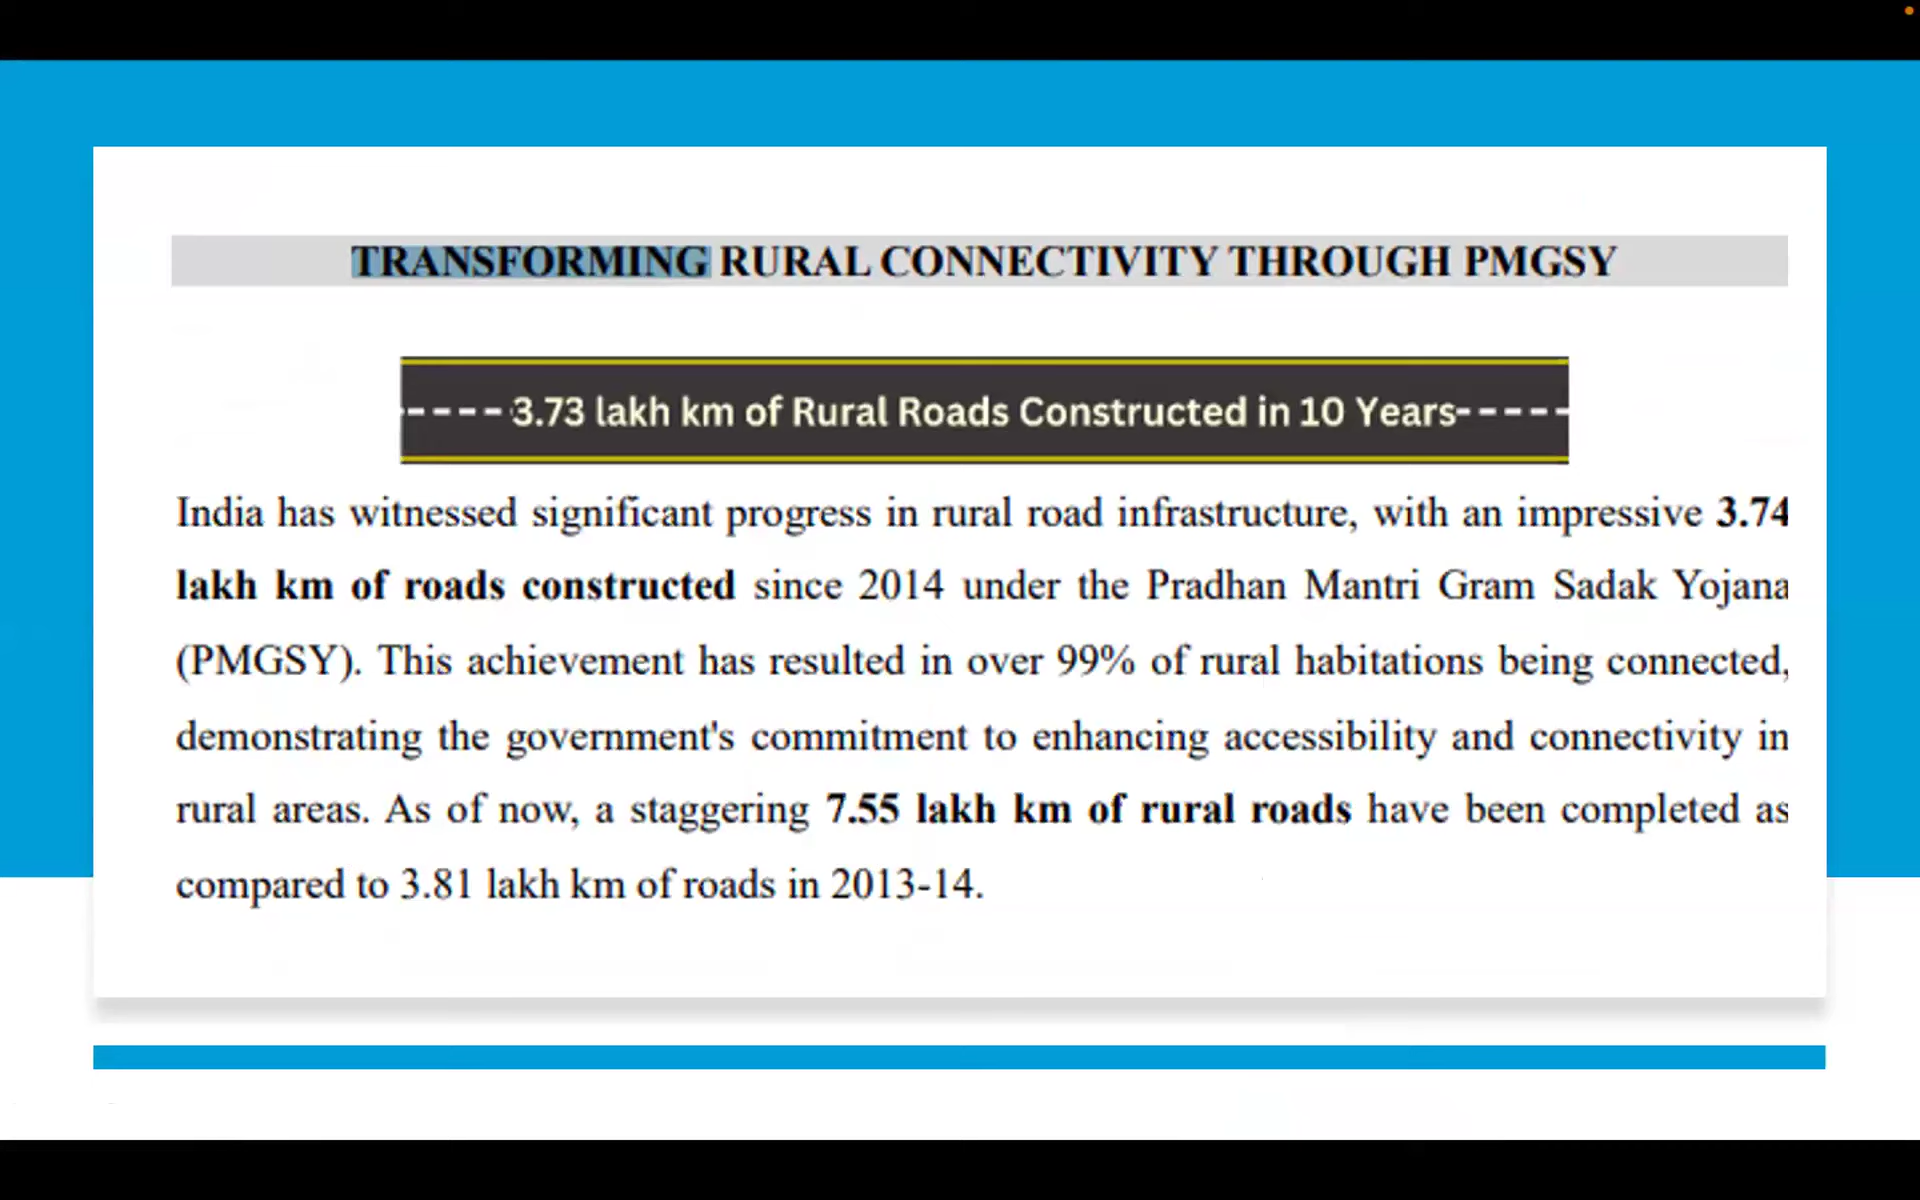 TRANSFORMING RURAL CONNECTIVITY THROUGH PMGSY
3.73 lakh km of Rural Roads Constructed in 10 Years
India has witnessed significant progress in rural road infrastructure, with an impressive 3.74
lakh km of roads constructed since 2014 under the Pradhan Mantri Gram Sadak Yojana
(PMGSY). This achievement has resulted in over 99% of rural habitations being connected,
demonstrating the government's commitment to enhancing accessibility and connectivity in
rural areas. As of now, a staggering 7.55 lakh km of rural roads have been completed as
compared to 3.81 lakh km of roads in 2013-14.